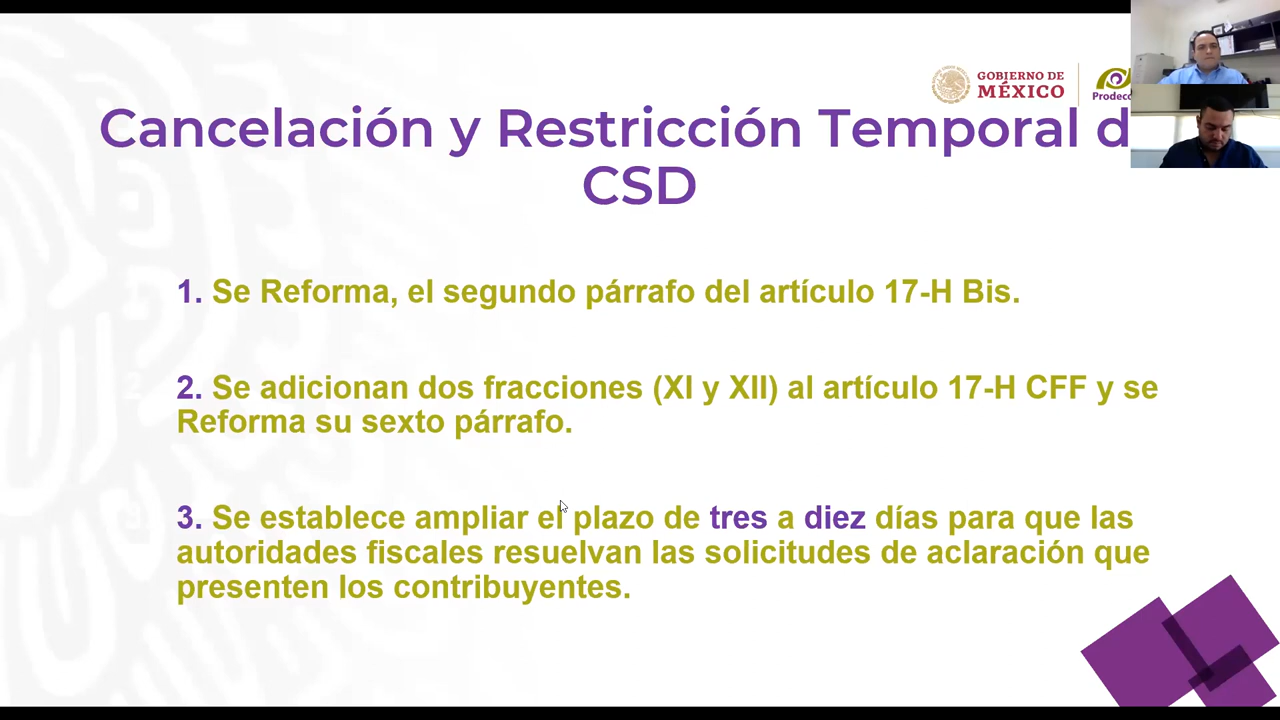 GOBIERNO DE
MÉXICO
Cancelación y Restricción Temporal
CSD
1. Se Reforma, el segundo párrafo del artículo 17-H Bis.
2. Se adicionan dos fracciones (XI y XII) al artículo 17-H CFF y se
Reforma su sexto párrafo.
3. Se establece ampliar el plazo de tres a diez días para que las
autoridades fiscales resuelvan las solicitudes de aclaración que
presenten los contribuyentes.